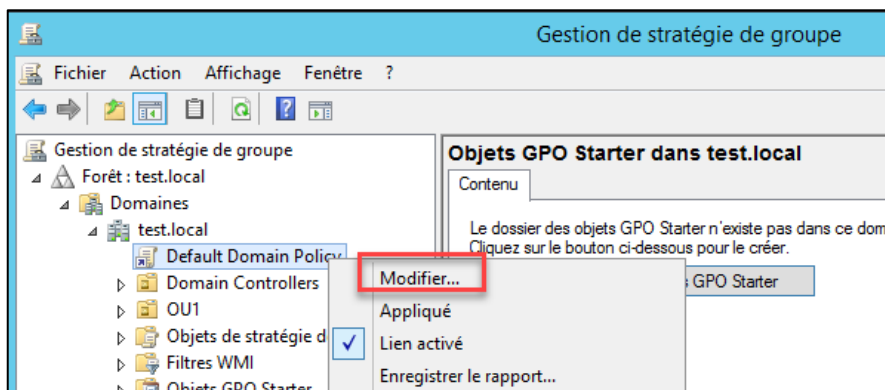 Gestion de stratégie de groupe
Fichier Action Affichage Fenêtre ?
Gestion de stratégie de groupe
Forêt : test.local
Domaines
test.local
Default Domain Policy
Domain Controllers
OU1
Objets de stratégie d
Filtres WMI
Objets GPO Starter
Objets GPO Starter dans test.local
Contenu
Le dossier des objets GPO Starter n'existe pas dans ce dom
Cliquez sur le bouton ci-dessous pour le créer.
GPO Starter
Modifier...
Appliqué
Lien activé
Enregistrer le rapport...